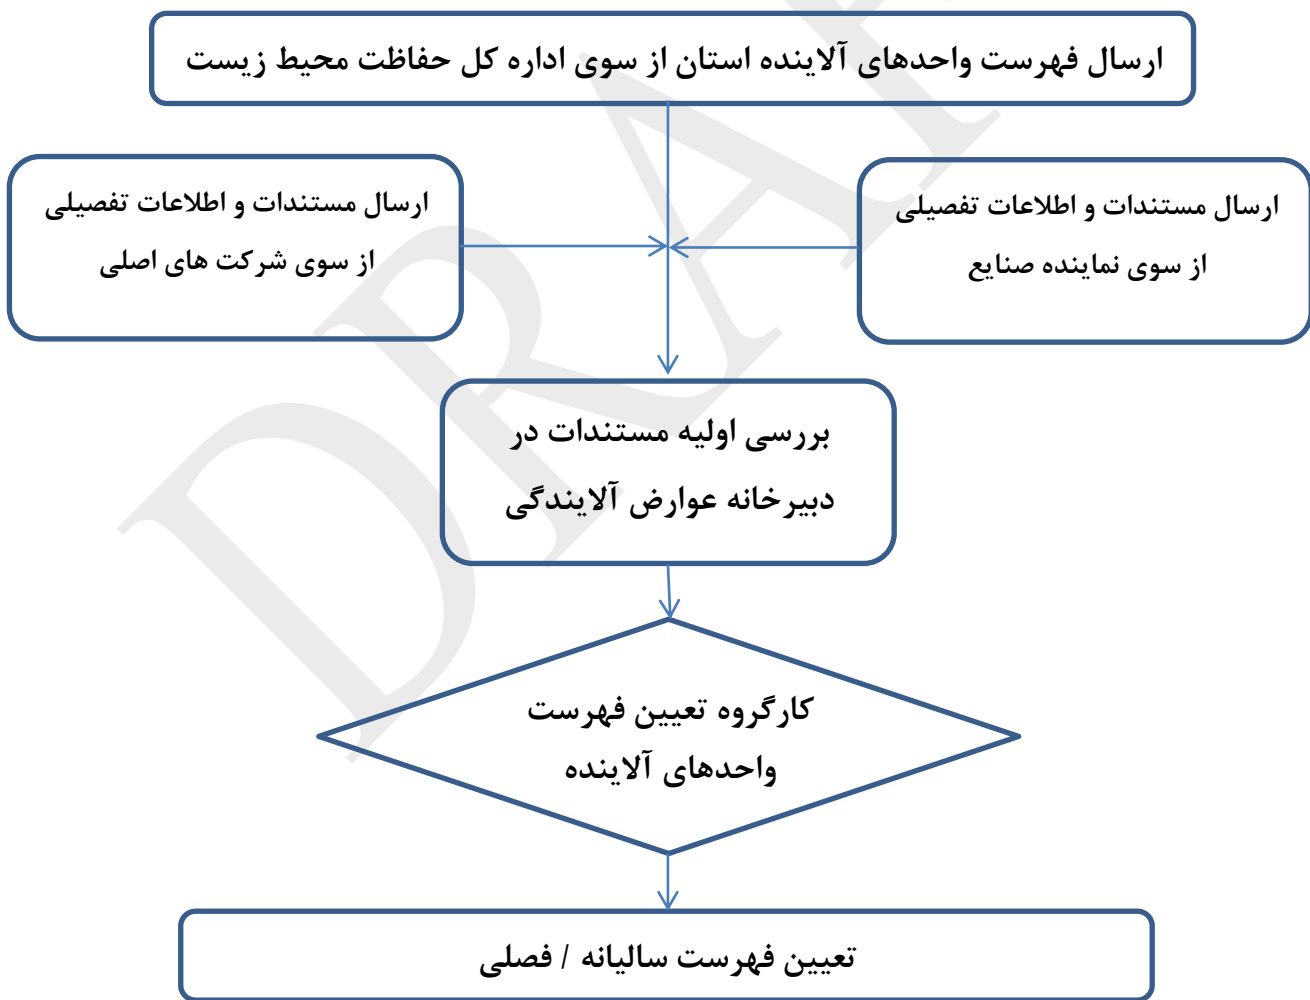 ارسال فهرست واحدهای آلاینده استان از سوی اداره کل حفاظت محیط زیست
ارسال مستندات و اطلاعات تفصیلی
از سوی نماینده صنایع
ارسال مستندات و اطلاعات تفصیلی
از سوی شرکت های اصلی
بررسی اولیه مستندات در
دبیرخانه عوارض آلایندگی
کارگروه تعیین فهرست
واحدهای آلاینده
تعیین فهرست سالیانه / فصلی
DRAF